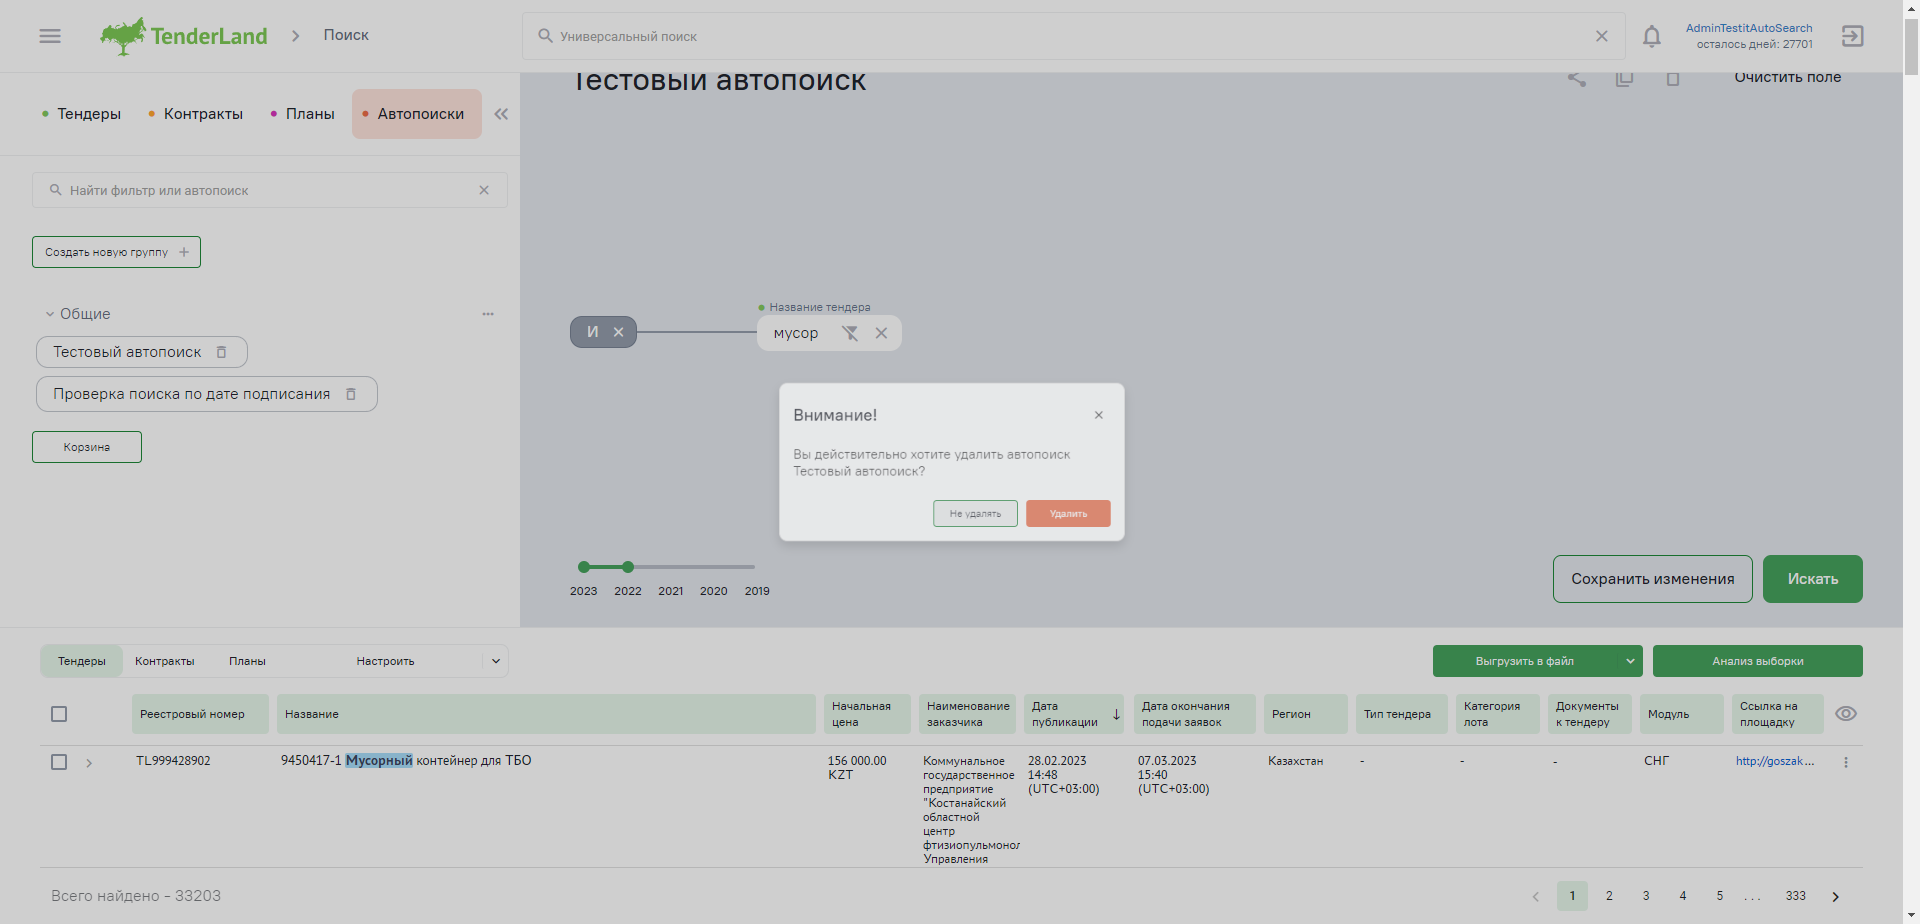 TenderLand
Поиск
Универсальный поиск
AdminTestitAutoSearch
осталось дней: 27701
Тендеры
Контракты
Планы
Автопоиски
Тестовый автопоиск
Очистить поле
Найти фильтр или автопоиск
Создать новую группу
Общие
Тестовый автопоиск
Проверка поиска по дате подписания
Корзина
Название тендера
И
мусор
Внимание!
Вы действительно хотите удалить автопоиск
Тестовый автопоиск?
Не удалять
Удалить
2023 2022 2021 2020 2019
Сохранить изменения
Искать
Тендеры
Контракты
Планы
Настроить
Выгрузить в файл
Анализ выборки
Реестровый номер
Название
Начальная
цена
Наименование
заказчика
Дата
публикации
Дата окончания
подачи заявок
Регион
Тип тендера
Категория
лота
Документы
к тендеру
Модуль
Ссылка на
площадку
TL999428902
9450417-1 Мусорный контейнер для ТБО
156 000.00
KZT
Коммунальное
государственное
предприятие
"Костанайский
областной
центр
фтизиопульмонол
Управления
28.02.2023
14:48
(UTC+03:00)
07.03.2023
15:40
(UTC+03:00)
Казахстан
-
-
-
СНГ
http://goszak...
Всего найдено - 33203
1 2 3 4 5 ... 333